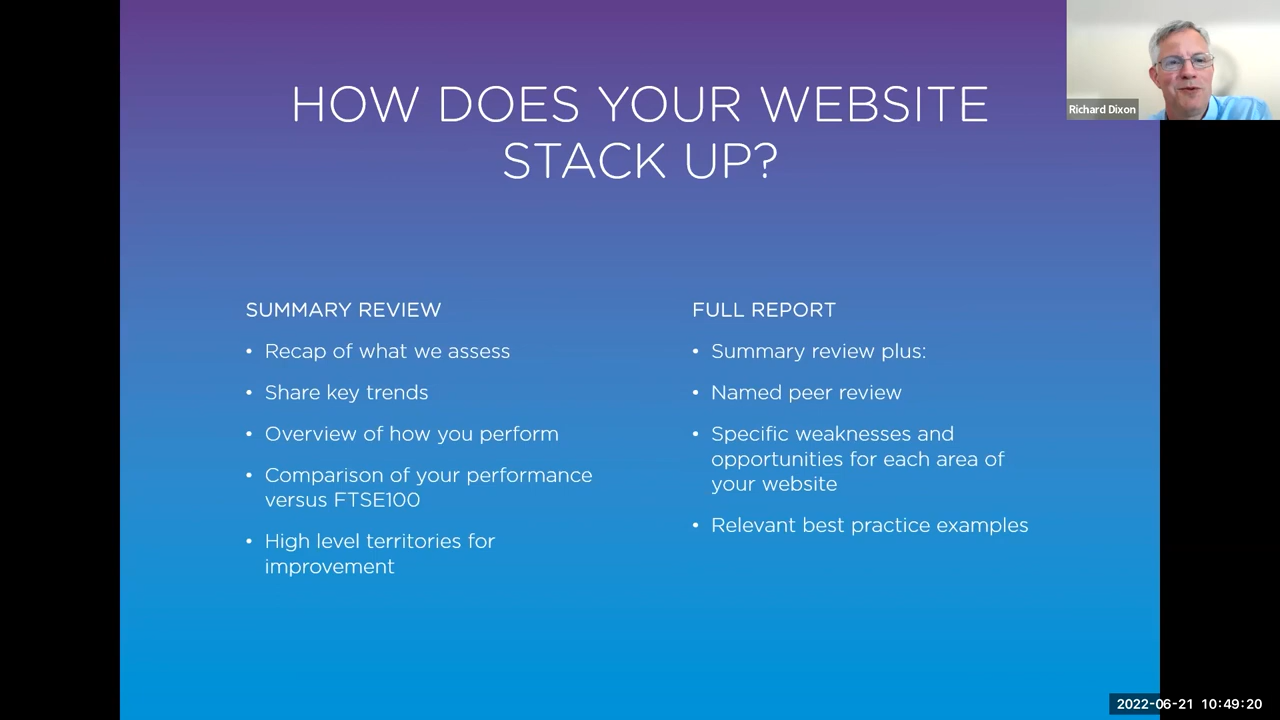 HOW DOES YOUR WEBSITE
STACK UP?
Richard Dixon
SUMMARY REVIEW
• Recap of what we assess
• Share key trends
• Overview of how you perform
• Comparison of your performance
versus FTSE100
• High level territories for
improvement
FULL REPORT
• Summary review plus:
• Named peer review
• Specific weaknesses and
opportunities for each area of
your website
• Relevant best practice examples
2022-06-21 10:49:20